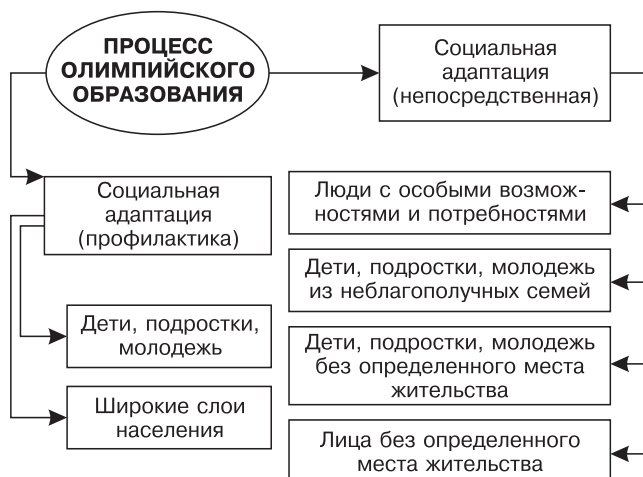 ПРОЦЕСС
ОЛИМПИЙСКОГО
ОБРАЗОВАНИЯ
Социальная
адаптация
(непосредственная)
Социальная
адаптация
(профилактика)
Дети, подростки,
молодежь
Широкие слои
населения
Люди с особыми возмож-
ностями и потребностями
Дети, подростки, молодежь
из неблагополучных семей
Дети, подростки, молодежь
без определенного места
жительства
Лица без определенного
места жительства